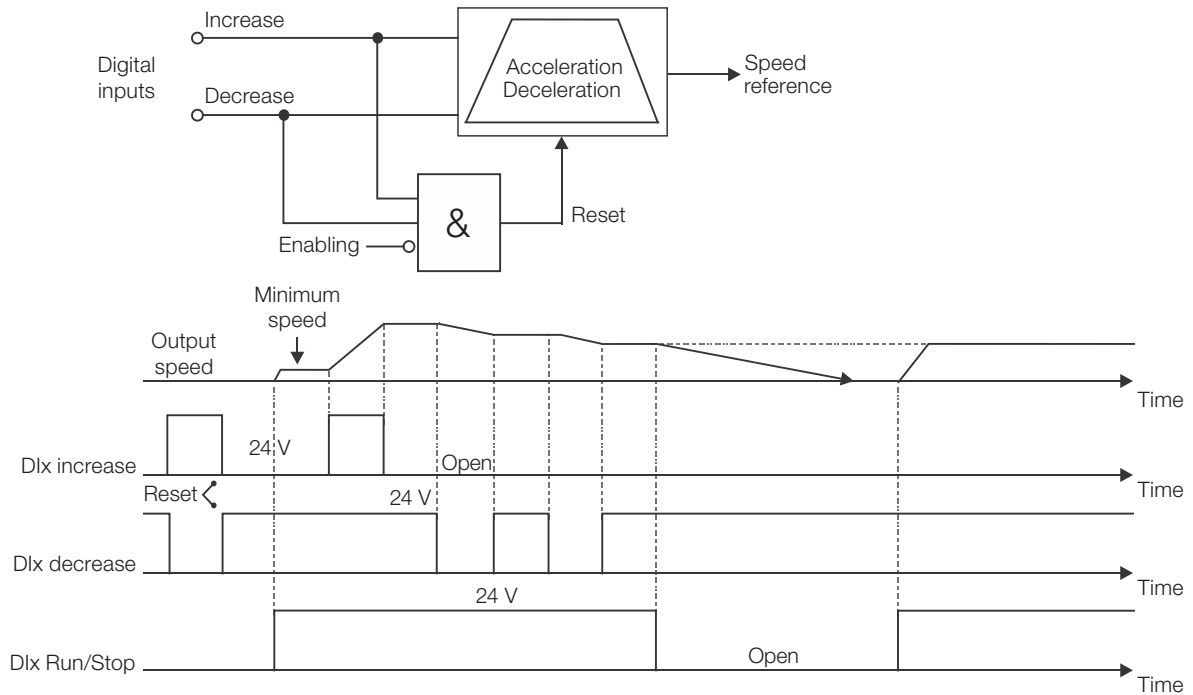 Increase
Digital
inputs
Decrease
Acceleration
Deceleration
Speed
reference
&
Reset
Enabling
Minimum
speed
Output
speed
Time
24 V
DIx increase
Open
Time
Reset
24 V
DIx decrease
Time
24 V
DIx Run/Stop
Open
Time